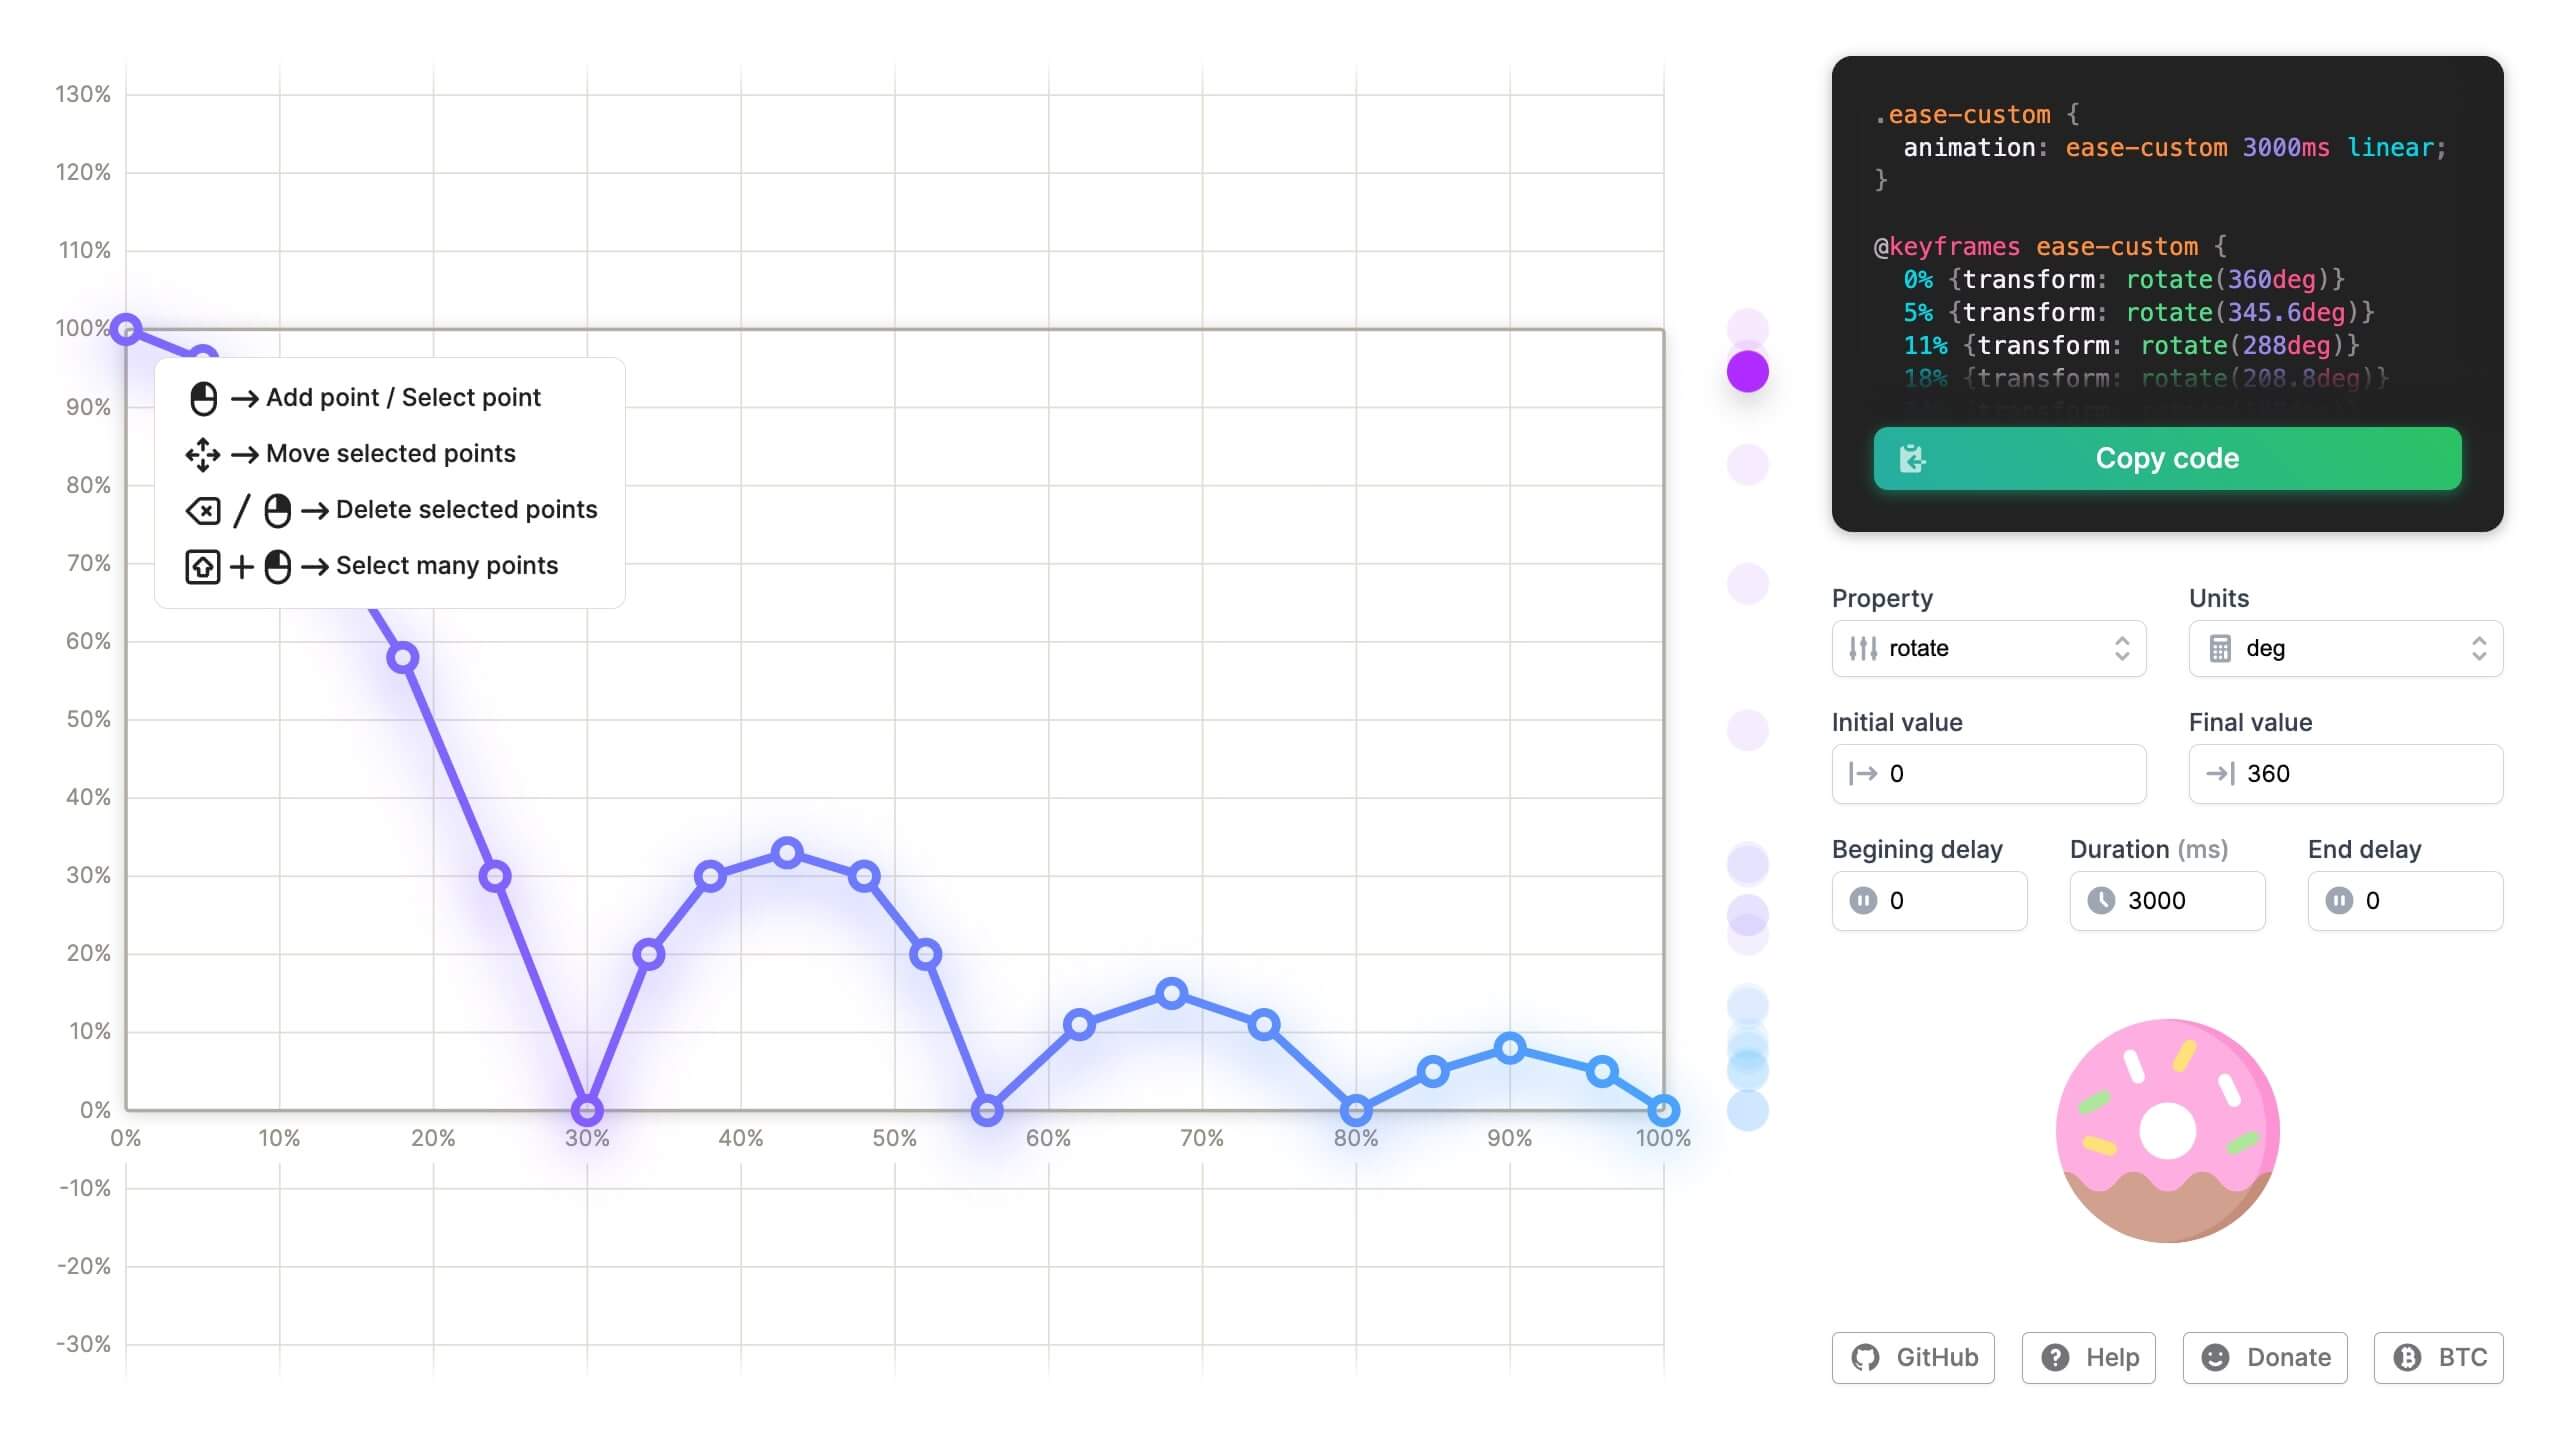 130%
120%
110%
100%
90%
80%
70%
60%
50%
40%
30%
20%
10%
0%
0% 10% 20% 30% 40% 50% 60% 70% 80% 90% 100%
-10%
-20%
-30%
Add point / Select point
Move selected points
/ Delete selected points
+ Select many points
.ease-custom {
animation: ease-custom 3000ms linear;
}
@keyframes ease-custom {
0% {transform: rotate(360deg)}
5% {transform: rotate(345.6deg)}
11% {transform: rotate(288deg)}
18% {transform: rotate(208.8deg)}
Copy code
Property Units
rotate deg
Initial value Final value
0 360
Begining delay Duration (ms) End delay
0 3000 0
GitHub Help Donate BTC